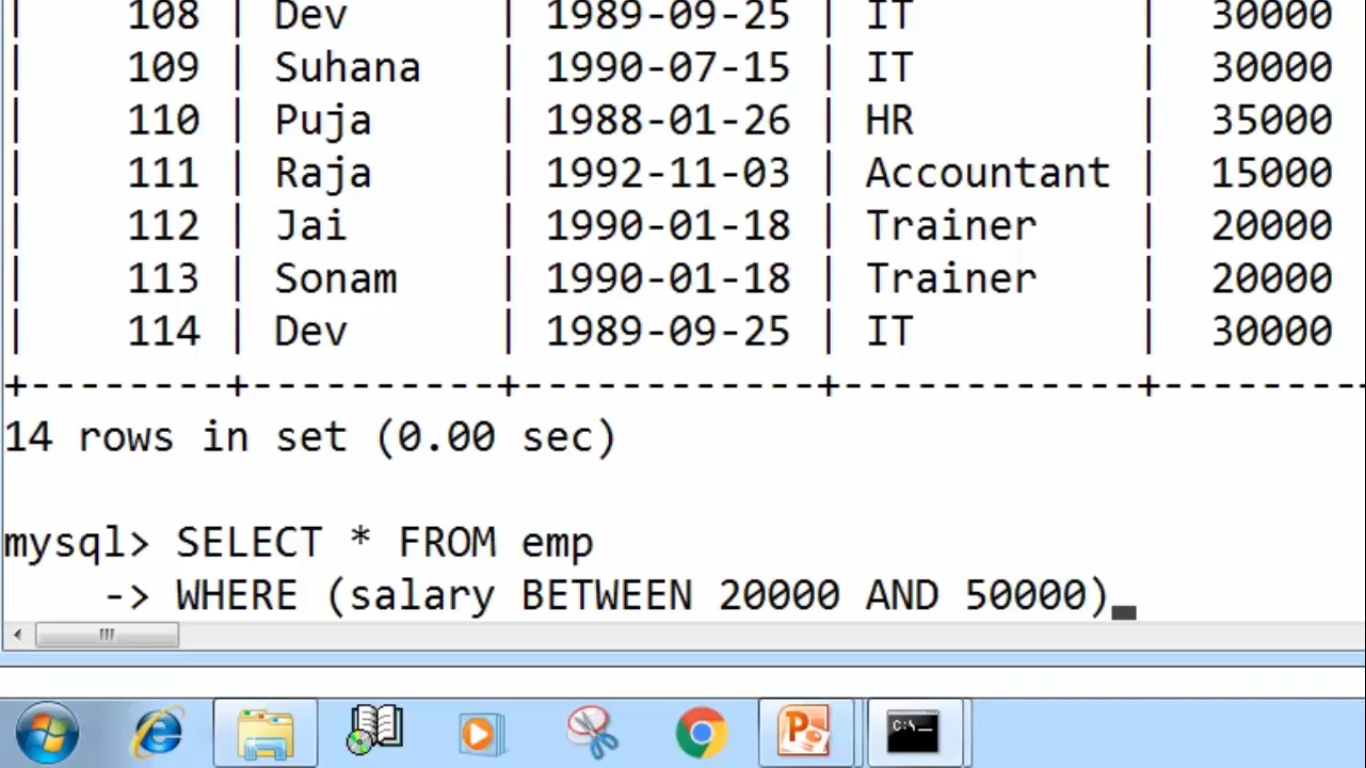 | 108 | Dev | 1989-09-25 | IT | 30000
| 109 | Suhana | 1990-07-15 | IT | 30000
| 110 | Puja | 1988-01-26 | HR | 35000
| 111 | Raja | 1992-11-03 | Accountant | 15000
| 112 | Jai | 1990-01-18 | Trainer | 20000
| 113 | Sonam | 1990-01-18 | Trainer | 20000
| 114 | Dev | 1989-09-25 | IT | 30000
+--------+-----------+------------+------------+--------
14 rows in set (0.00 sec)
mysql> SELECT * FROM emp
-> WHERE (salary BETWEEN 20000 AND 50000)
C:\_